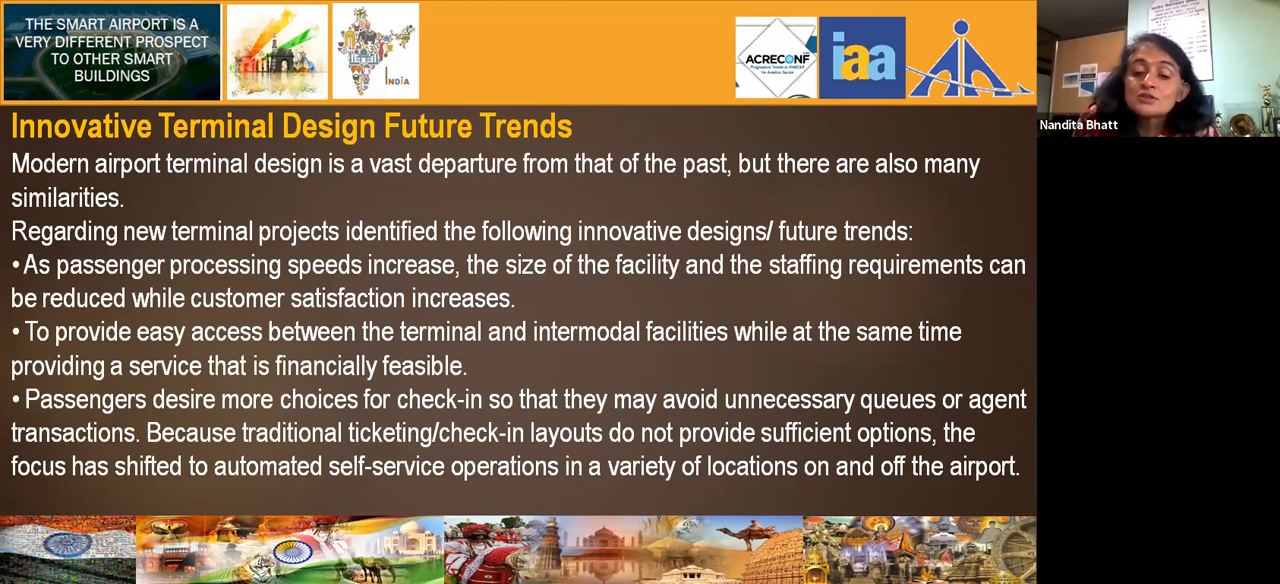 THE SMART AIRPORT IS A
VERY DIFFERENT PROSPECT
TO OTHER SMART
BUILDINGS
INDIA
ACRECONF
iaa
Nandita Bhatt
Innovative Terminal Design Future Trends
Modern airport terminal design is a vast departure from that of the past, but there are also many
similarities.
Regarding new terminal projects identified the following innovative designs/ future trends:
• As passenger processing speeds increase, the size of the facility and the staffing requirements can
be reduced while customer satisfaction increases.
• To provide easy access between the terminal and intermodal facilities while at the same time
providing a service that is financially feasible.
• Passengers desire more choices for check-in so that they may avoid unnecessary queues or agent
transactions. Because traditional ticketing/check-in layouts do not provide sufficient options, the
focus has shifted to automated self-service operations in a variety of locations on and off the airport.